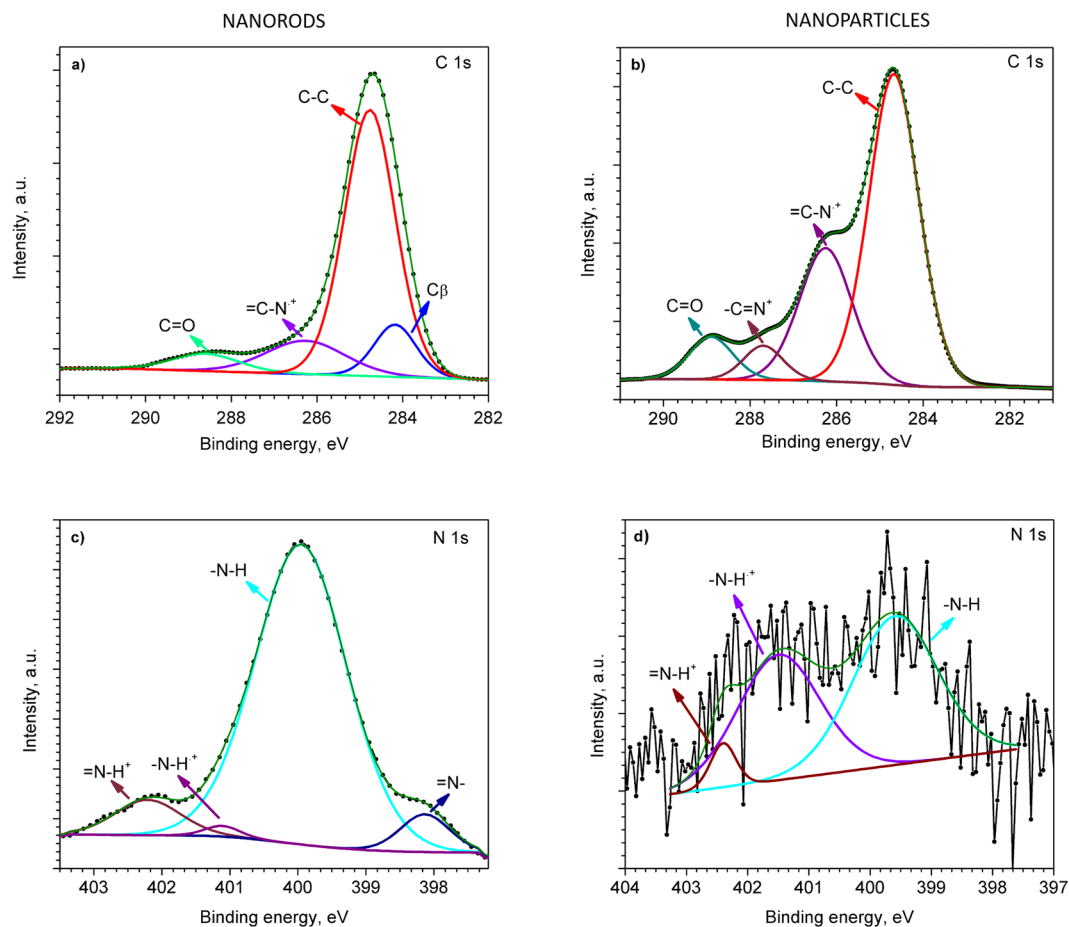 NANORODS
NANOPARTICLES
a)
C 1s
C-C
Cβ
=C-N·+
C=O
Intensity, a.u.
292 290 288 286 284 282
Binding energy, eV
b)
C 1s
C-C
=C-N·+
-C=N+
C=O
Intensity, a.u.
290 288 286 284 282
Binding energy, eV
c)
N 1s
-N-H
-N-H·+
=N-H+
=N-
Intensity, a.u.
403 402 401 400 399 398
Binding energy, eV
d)
N 1s
-N-H·+
-N-H
=N-H+
Intensity, a.u.
404 403 402 401 400 399 398 397
Binding energy, eV